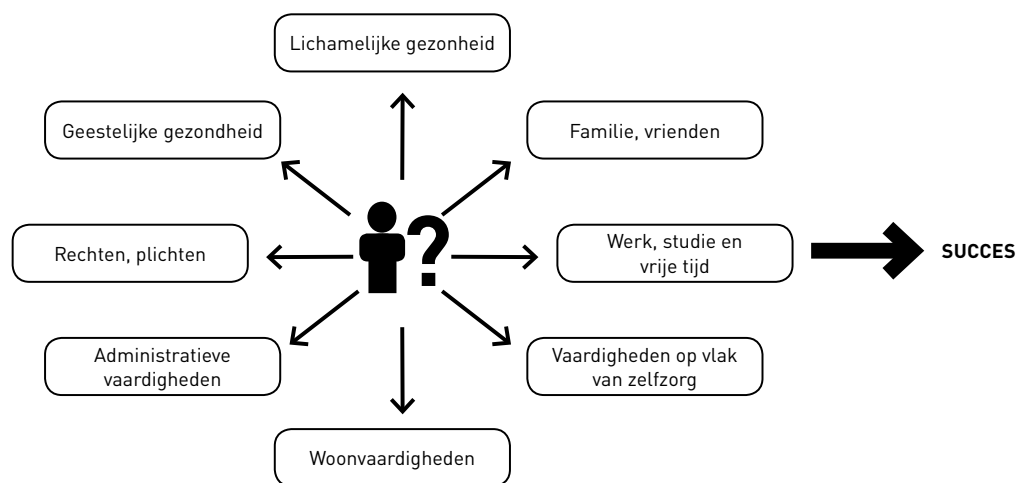 Lichamelijke gezonheid
Geestelijke gezondheid
Familie, vrienden
Rechten, plichten
?
Werk, studie en
vrije tijd
SUCCES
Administratieve
vaardigheden
Vaardigheden op vlak
van zelfzorg
Woonvaardigheden